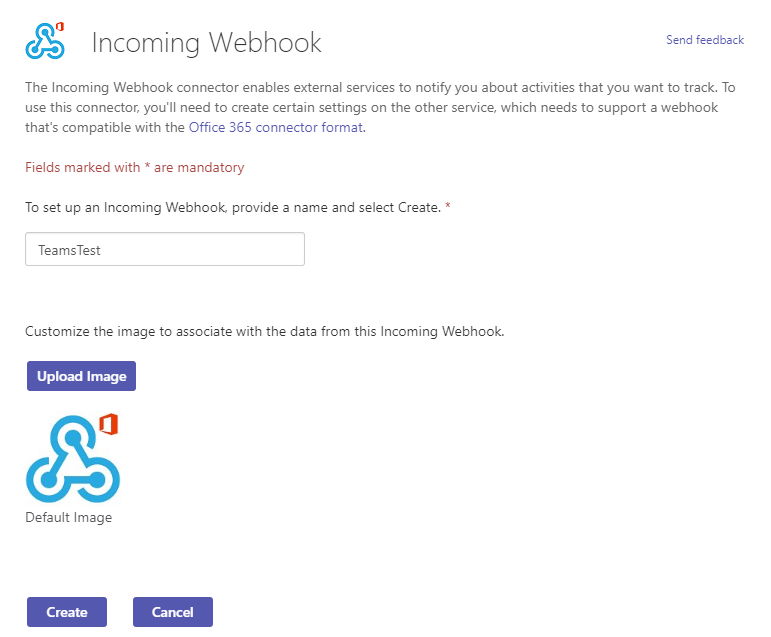 Incoming Webhook
Send feedback
The Incoming Webhook connector enables external services to notify you about activities that you want to track. To
use this connector, you'll need to create certain settings on the other service, which needs to support a webhook
that's compatible with the Office 365 connector format.
Fields marked with * are mandatory
To set up an Incoming Webhook, provide a name and select Create. *
TeamsTest
Customize the image to associate with the data from this Incoming Webhook.
Upload Image
Default Image
Create
Cancel